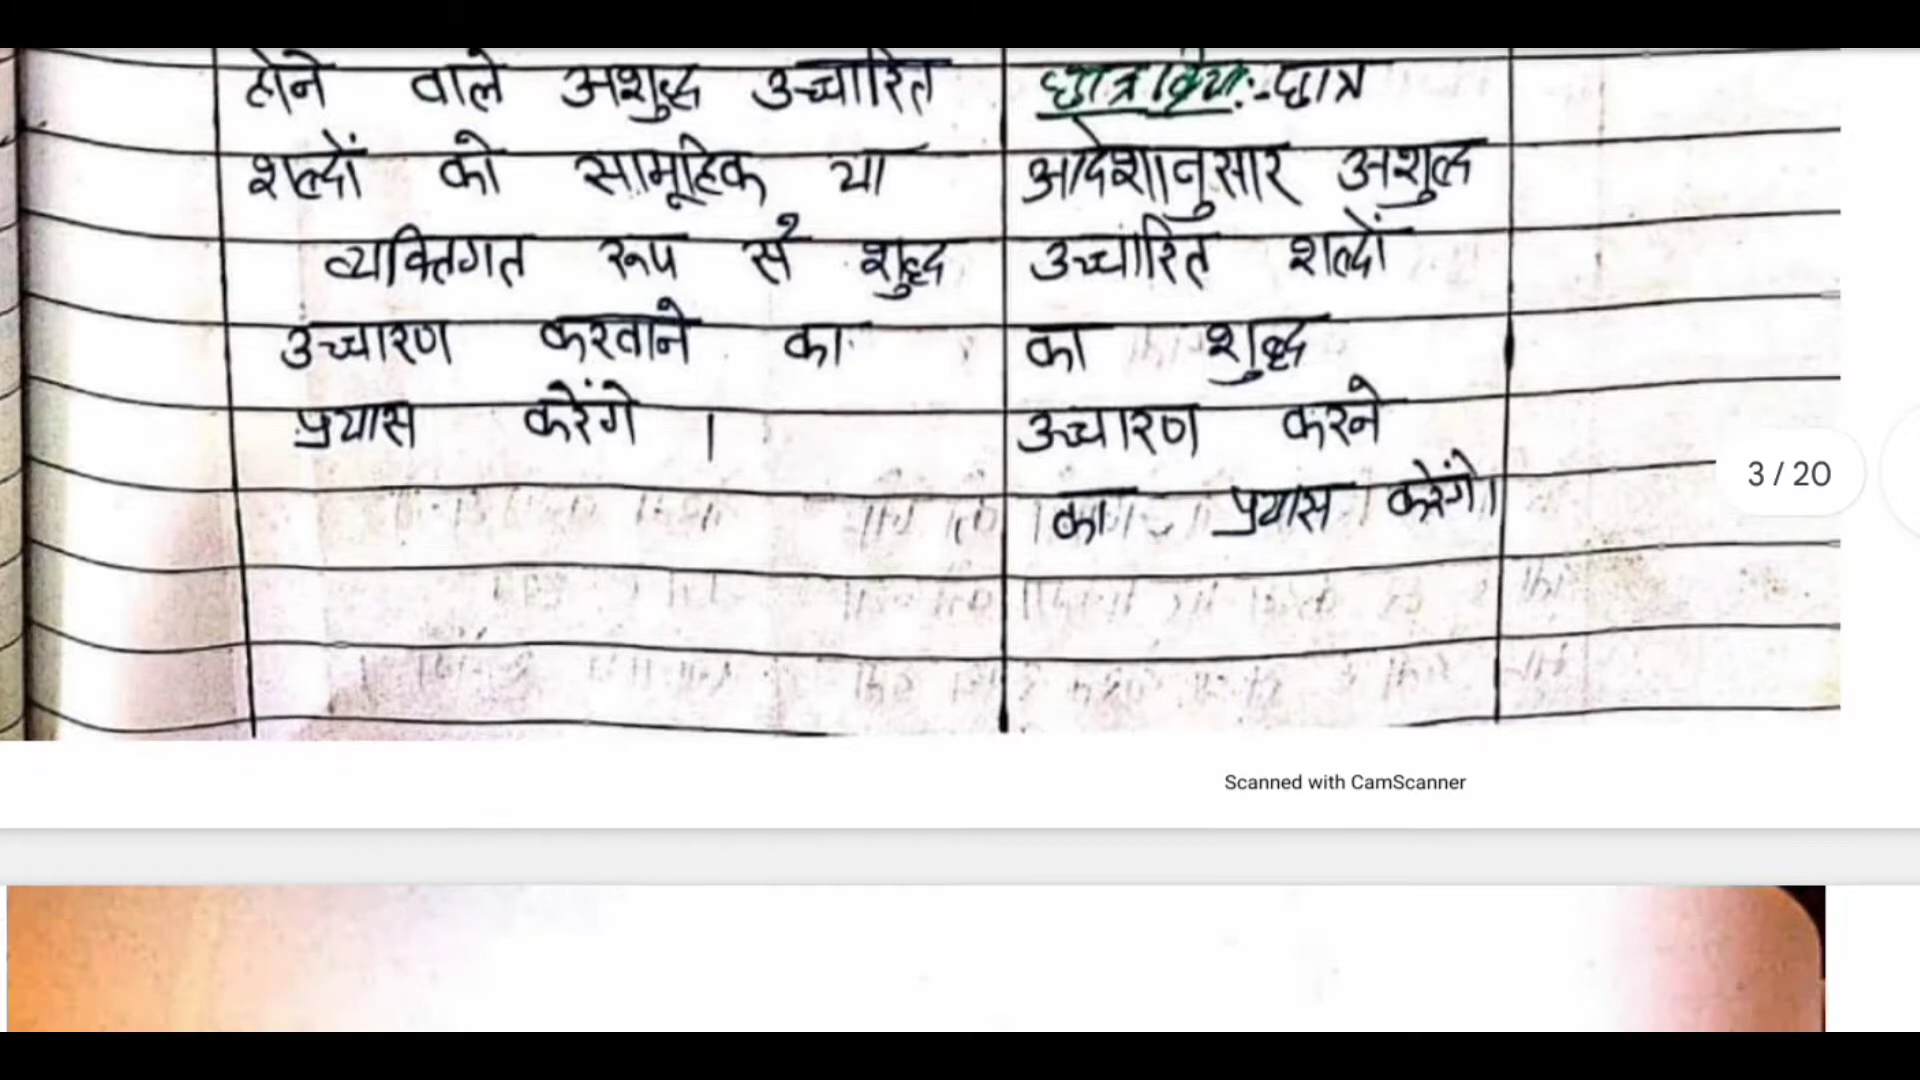 होने वाले अशुद्ध उच्चारित
शब्दों को सामूहिक या
व्यक्तिगत रूप से शुद्ध
उच्चारण करवाने का
प्रयास करेंगे ।
छात्र क्रिया:- छात्र
आदेशानुसार अशुद्ध
उच्चारित शब्दों
का शुद्ध
उच्चारण करने
का प्रयास करेंगे।
3 / 20
Scanned with CamScanner